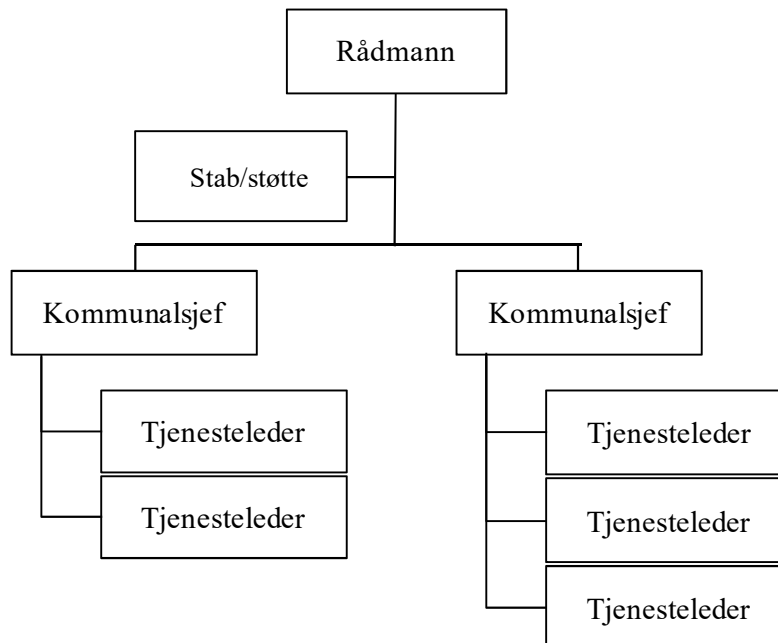 Rådmann
Stab/støtte
Kommunalsjef
Kommunalsjef
Tjenesteleder
Tjenesteleder
Tjenesteleder
Tjenesteleder
Tjenesteleder